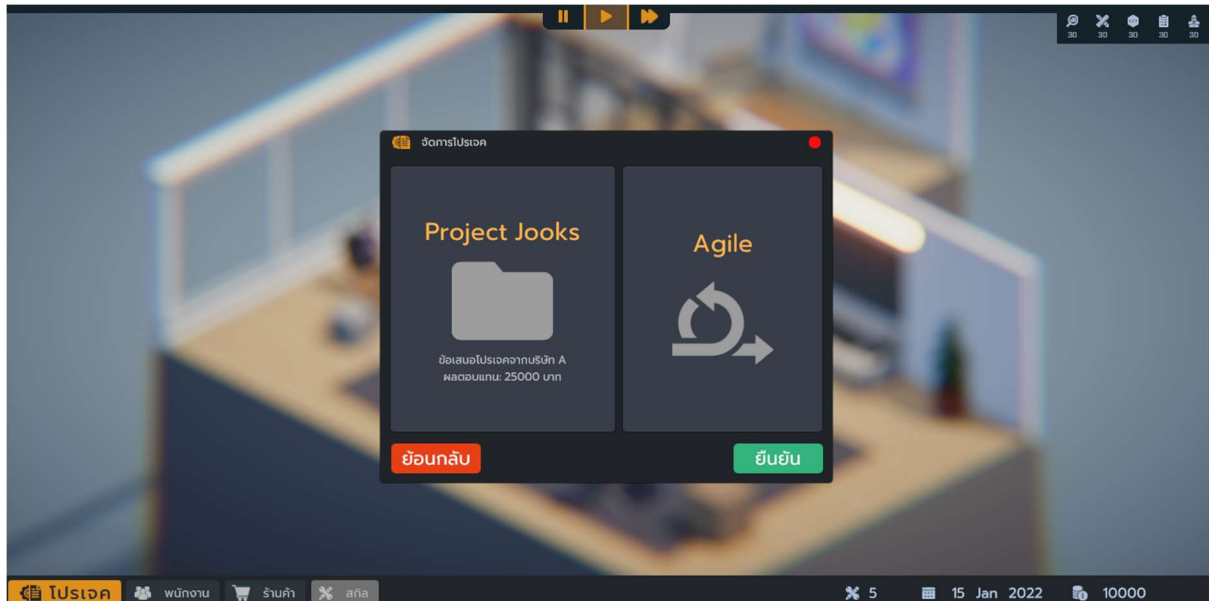 30 30 30 30 30
จัดการโปรเจค
Project Jooks
Agile
ข้อเสนอโปรเจคจากบริษัท A
ผลตอบแทน: 25000 บาท
ย้อนกลับ
ยืนยัน
โปรเจค พนักงาน ร้านค้า สกิล 5 15 Jan 2022 10000